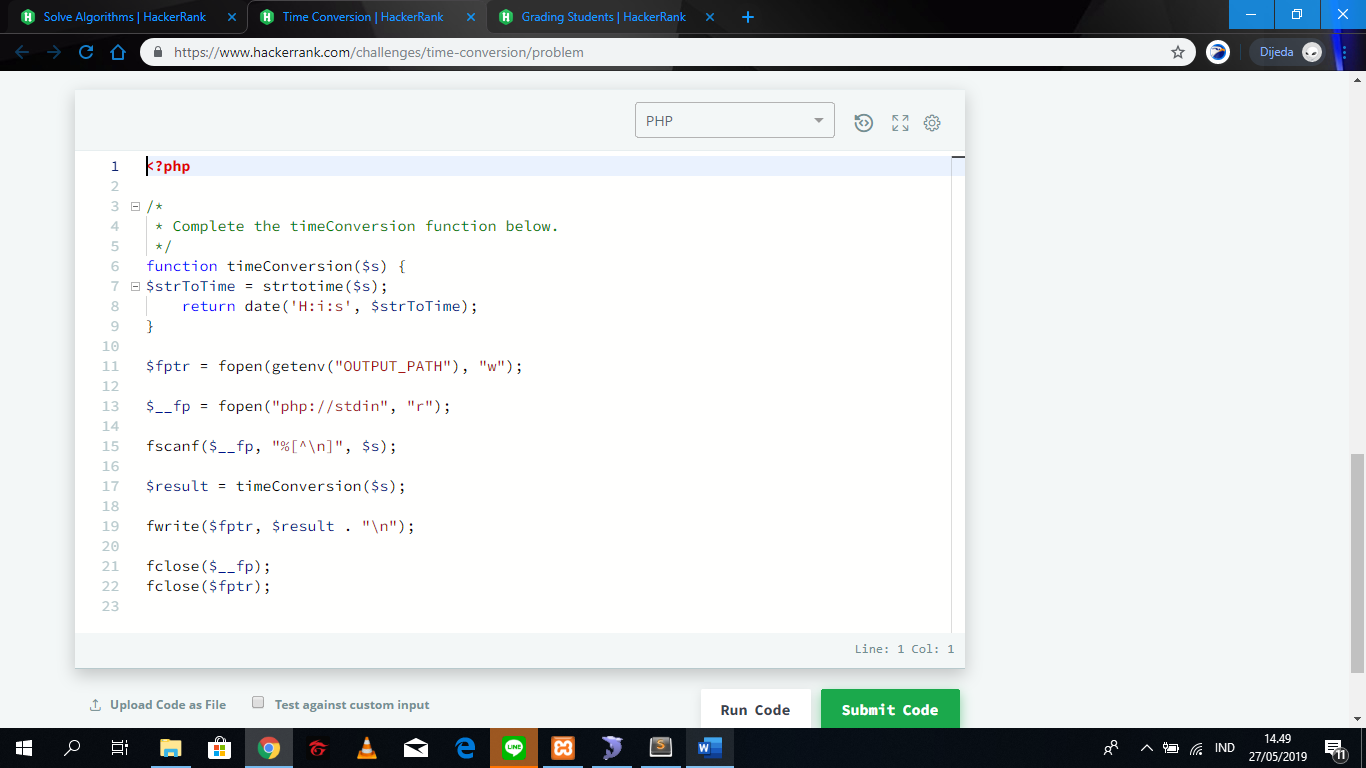 Solve Algorithms | HackerRank
Time Conversion | HackerRank
Grading Students | HackerRank
https://www.hackerrank.com/challenges/time-conversion/problem
Dijeda
PHP
1 <?php
2
3 /*
4 * Complete the timeConversion function below.
5 */
6 function timeConversion($s) {
7 $strToTime = strtotime($s);
8 return date('H:i:s', $strToTime);
9 }
10
11 $fptr = fopen(getenv("OUTPUT_PATH"), "w");
12
13 $__fp = fopen("php://stdin", "r");
14
15 fscanf($__fp, "%[^\n]", $s);
16
17 $result = timeConversion($s);
18
19 fwrite($fptr, $result . "\n");
20
21 fclose($__fp);
22 fclose($fptr);
23
Line: 1 Col: 1
Upload Code as File
Test against custom input
Run Code
Submit Code
IND
14.49
27/05/2019
11